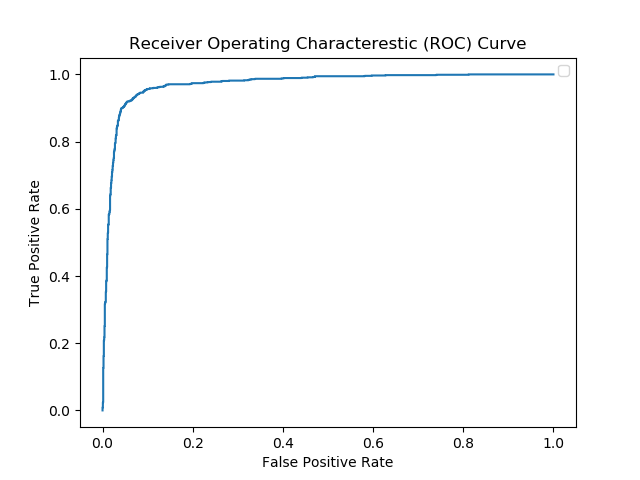 Receiver Operating Characterestic (ROC) Curve
True Positive Rate
1.0
0.8
0.6
0.4
0.2
0.0
0.0 0.2 0.4 0.6 0.8 1.0
False Positive Rate